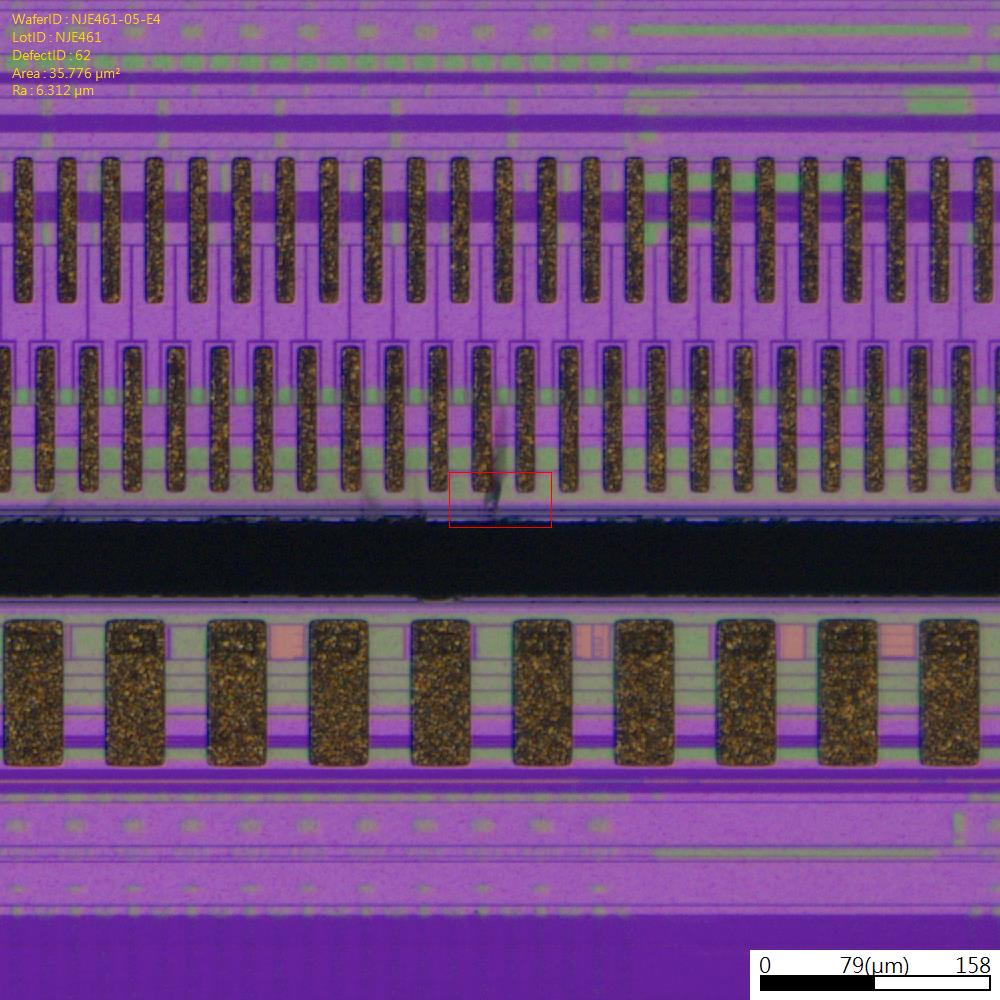 WaferID : NJE461-05-E4
LotID : NJE461
DefectID : 62
Area : 35.776 µm²
Ra : 6.312 µm
0 79(µm) 158